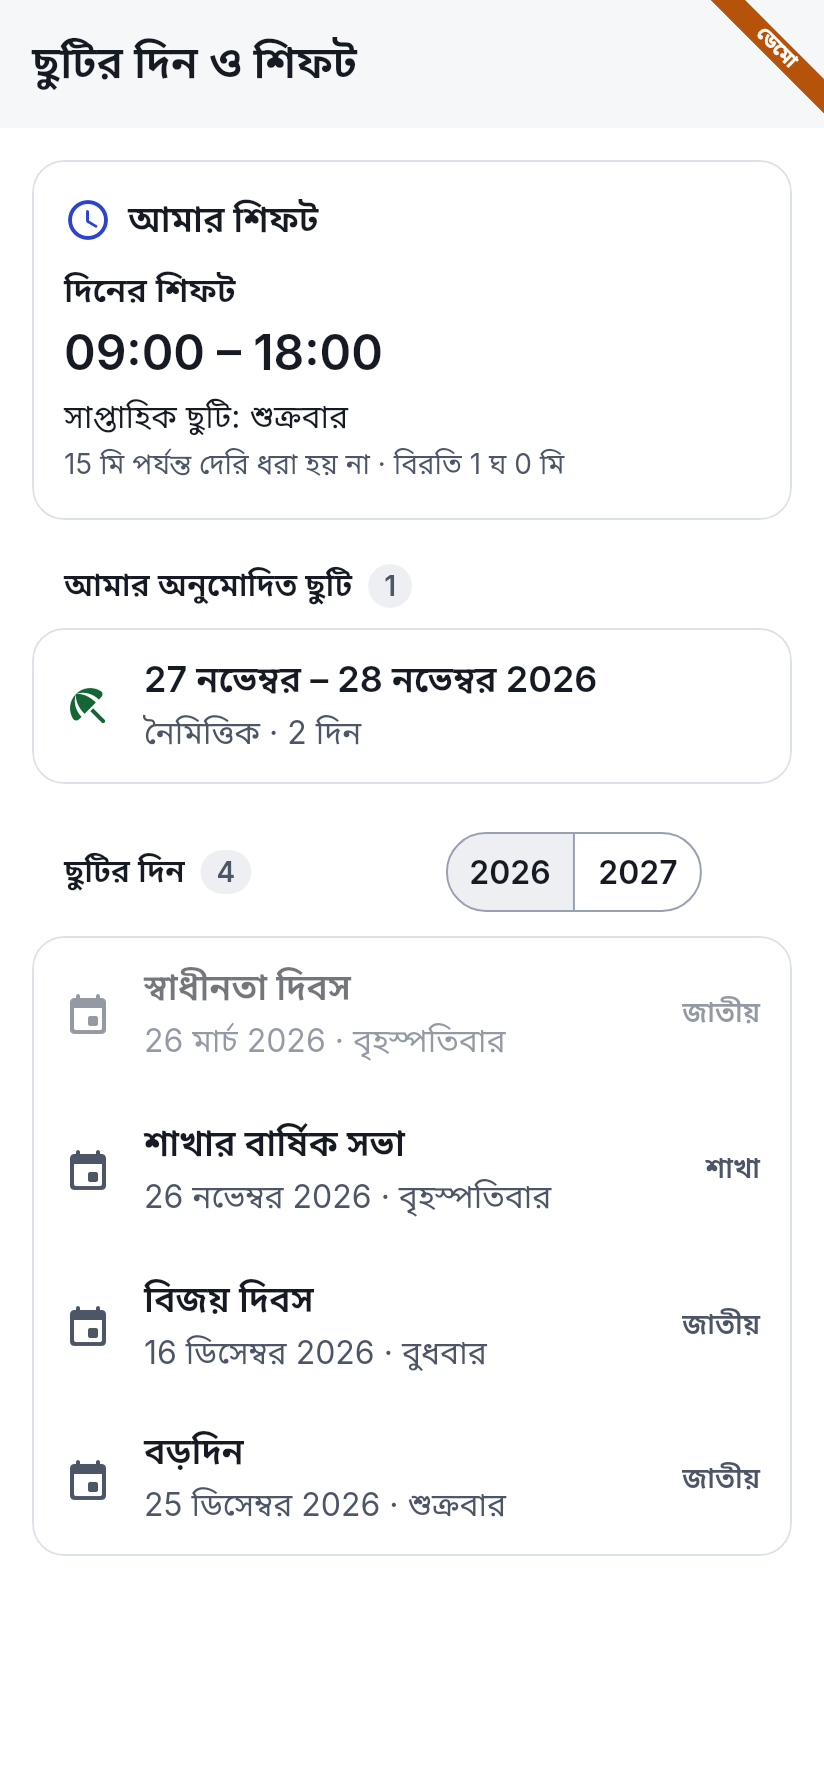 ছুটির দিন ও শিফট
ডেমো
আমার শিফট
দিনের শিফট
09:00 – 18:00
সাপ্তাহিক ছুটি: শুক্রবার
15 মি পর্যন্ত দেরি ধরা হয় না · বিরতি 1 ঘ 0 মি
আমার অনুমোদিত ছুটি 1
27 নভেম্বর – 28 নভেম্বর 2026
নৈমিত্তিক · 2 দিন
ছুটির দিন 4 2026 2027
স্বাধীনতা দিবস
26 মার্চ 2026 · বৃহস্পতিবার
জাতীয়
শাখার বার্ষিক সভা
26 নভেম্বর 2026 · বৃহস্পতিবার
শাখা
বিজয় দিবস
16 ডিসেম্বর 2026 · বুধবার
জাতীয়
বড়দিন
25 ডিসেম্বর 2026 · শুক্রবার
জাতীয়